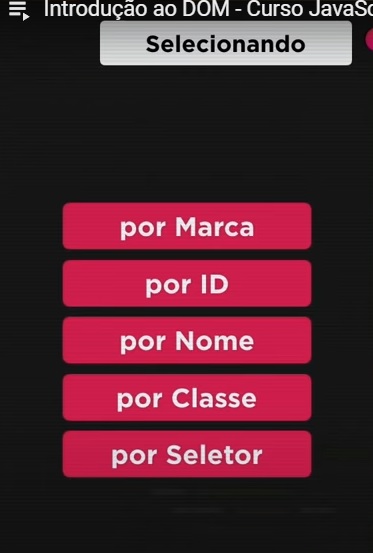 Introdução ao DOM - Curso JavaSc
Selecionando
por Marca
por ID
por Nome
por Classe
por Seletor